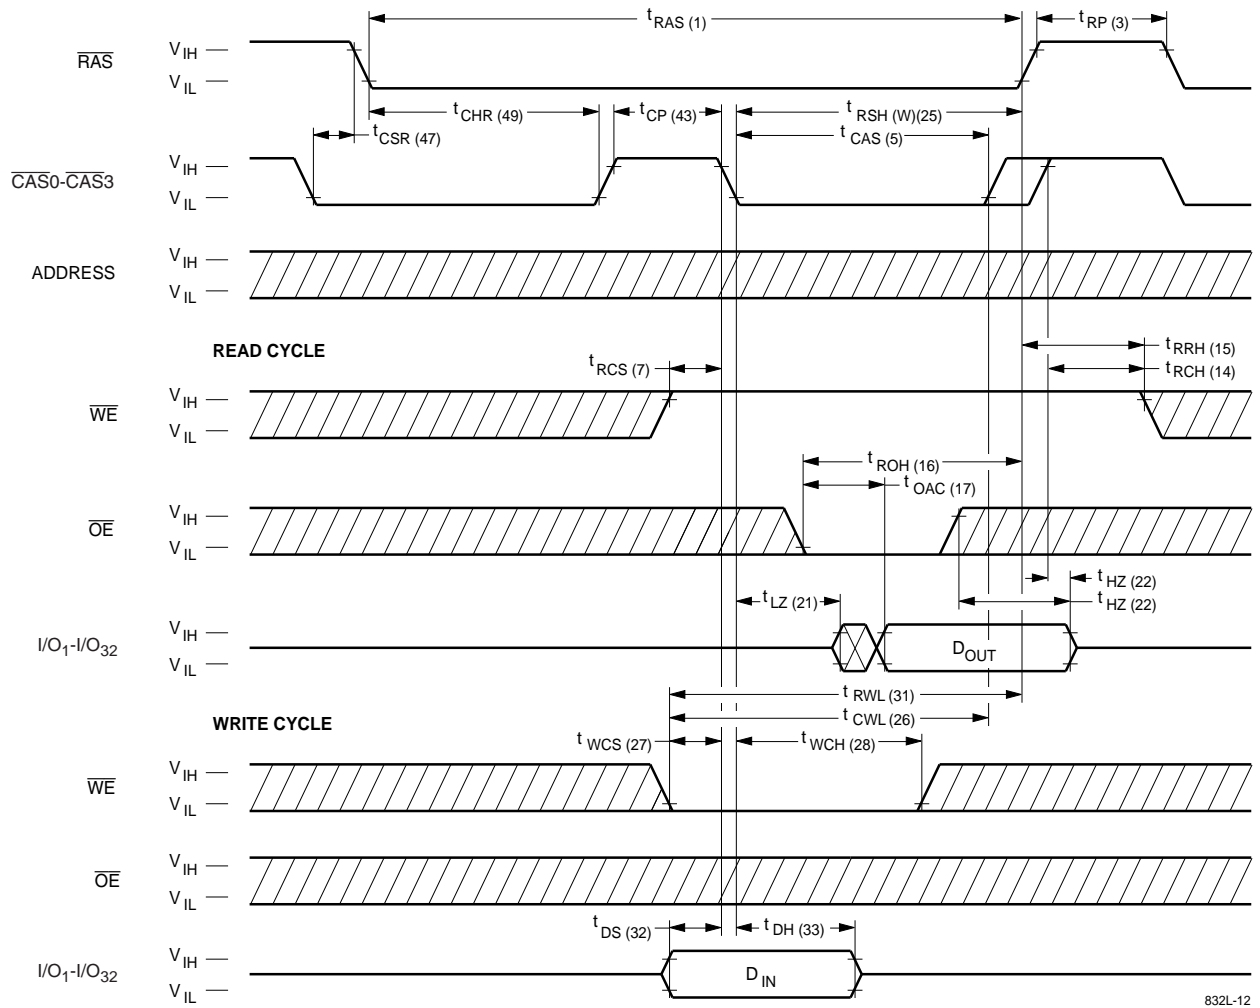 t RAS (1)
t RP (3)
RAS
V IH
V IL
t CHR (49)
t CP (43)
t RSH (W)(25)
t CSR (47)
t CAS (5)
CAS0-CAS3
V IH
V IL
ADDRESS
V IH
V IL
READ CYCLE
t RRH (15)
t RCS (7)
t RCH (14)
WE
V IH
V IL
t ROH (16)
t OAC (17)
OE
V IH
V IL
t HZ (22)
t LZ (21)
t HZ (22)
I/O1-I/O32
V IH
V IL
DOUT
t RWL (31)
WRITE CYCLE
t CWL (26)
t WCS (27)
t WCH (28)
WE
V IH
V IL
OE
V IH
V IL
t DS (32)
t DH (33)
I/O1-I/O32
V IH
V IL
D IN
832L-12